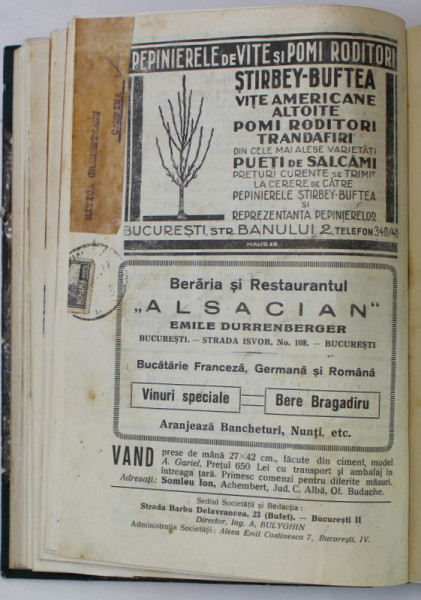 PEPINIERELE DE VITE ȘI POMI RODITORI
ȘTIRBEY-BUFTEA
VIȚE AMERICANE
ALTOITE
POMI RODITORI
TRANDAFIRI
DIN CELE MAI ALESE VARIETĂȚI
PUEȚI DE SALCÂMI
PREȚURI CURENTE SE TRIMIT
LA CERERE DE CĂTRE
PEPINIERELE ȘTIRBEY-BUFTEA
ȘI
REPREZENTANȚA PEPINIERELOR
BUCUREȘTI, STR. BANULUI 2, TELEFON 340/40
Berăria și Restaurantul
„ALSACIAN"
EMILE DURRENBERGER
BUCUREȘTI. — STRADA ISVOR, No. 108. — BUCUREȘTI
Bucătărie Franceză, Germană și Română
Vinuri speciale
Bere Bragadiru
Aranjează Bancheturi, Nunți, etc.
VAND prese de mână 27×42 cm., făcute din ciment, model
A. Gariel. Prețul 650 Lei cu transport și ambalaj în
întreaga țară. Primesc comenzi pentru diferite măsuri.
Adresați: Somleu Ion, Achembert, Jud. C. Albă, Of. Budache.
Sediul Societății și Redacția:
Strada Barbu Delavrancea, 23 (Bufet). — București II
Director, Ing. A. BULYGHIN
Administrația Societății: Aleea Emil Costinescu 7, București, IV.